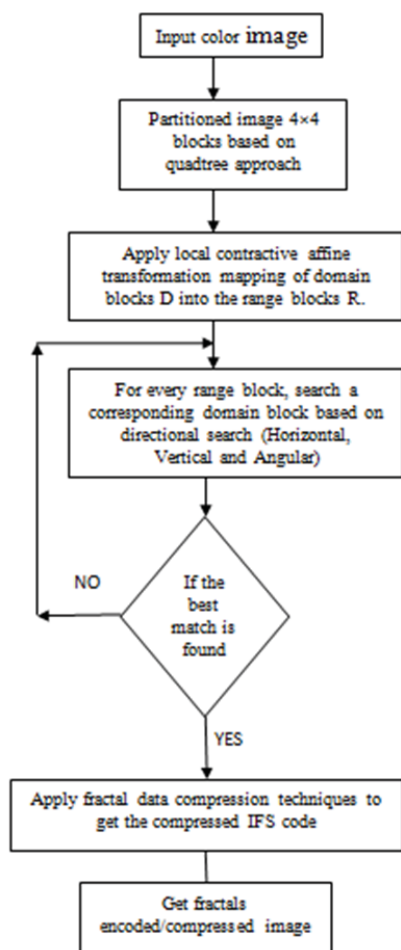 Input color image
Partitioned image 4×4
blocks based on
quadtree approach
Apply local contractive affine
transformation mapping of domain
blocks D into the range blocks R.
For every range block, search a
corresponding domain block based on
directional search (Horizontal,
Vertical and Angular)
NO
If the
best
match is
found
YES
Apply fractal data compression techniques to
get the compressed IFS code
Get fractals
encoded/compressed image